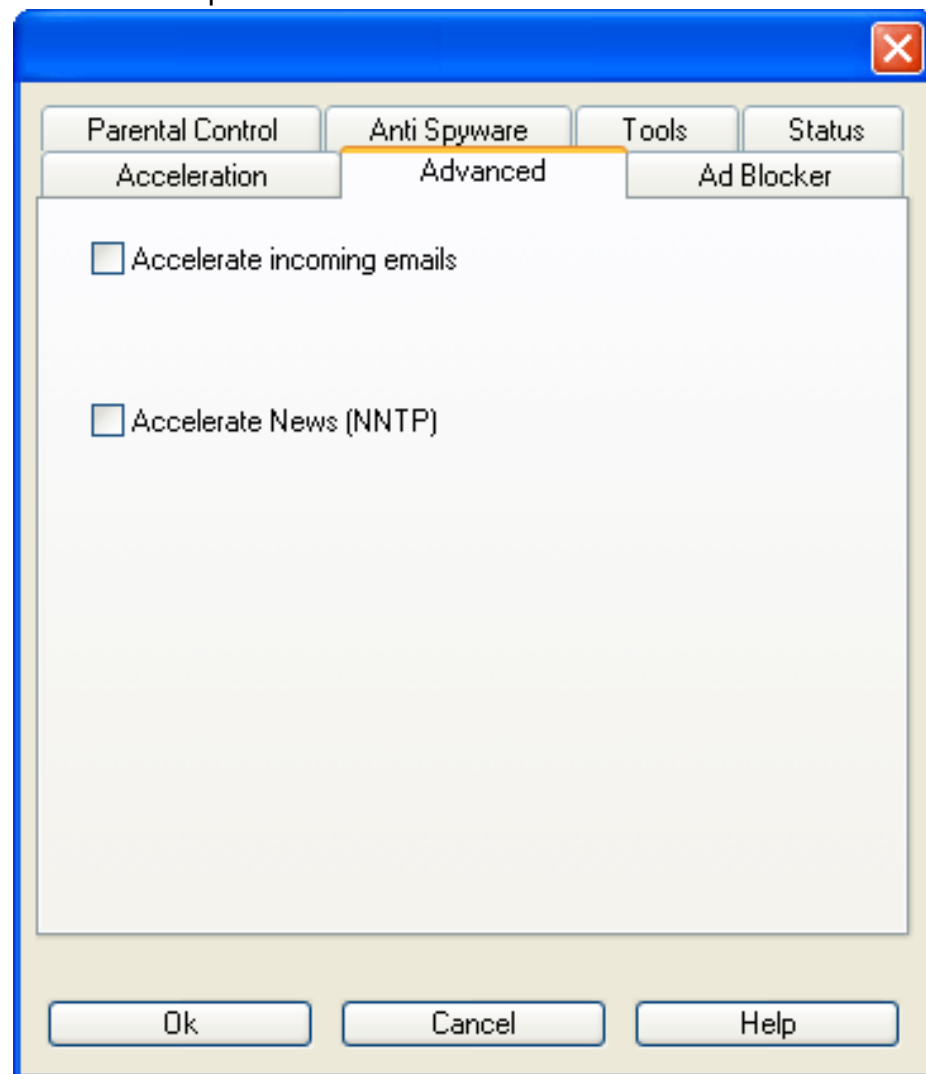 Parental Control Anti Spyware Tools Status
Acceleration Advanced Ad Blocker
Accelerate incoming emails
Accelerate News (NNTP)
Ok Cancel Help